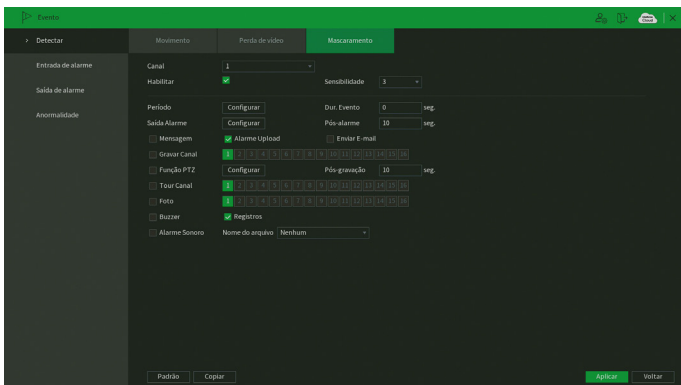 Evento
> Detectar Movimento Perda de vídeo Mascaramento
Entrada de alarme
Saída de alarme
Anormalidade
Canal 1
Habilitar Sensibilidade 3
Período Configurar Dur. Evento 0 seg.
Saída Alarme Configurar Pós-alarme 10 seg.
Mensagem Alarme Upload Enviar E-mail
Gravar Canal 1 2 3 4 5 6 7 8 9 10 11 12 13 14 15 16
Função PTZ Configurar Pós-gravação 10 seg.
Tour Canal 1 2 3 4 5 6 7 8 9 10 11 12 13 14 15 16
Foto 1 2 3 4 5 6 7 8 9 10 11 12 13 14 15 16
Buzzer Registros
Alarme Sonoro Nome do arquivo Nenhum
Padrão Copiar Aplicar Voltar